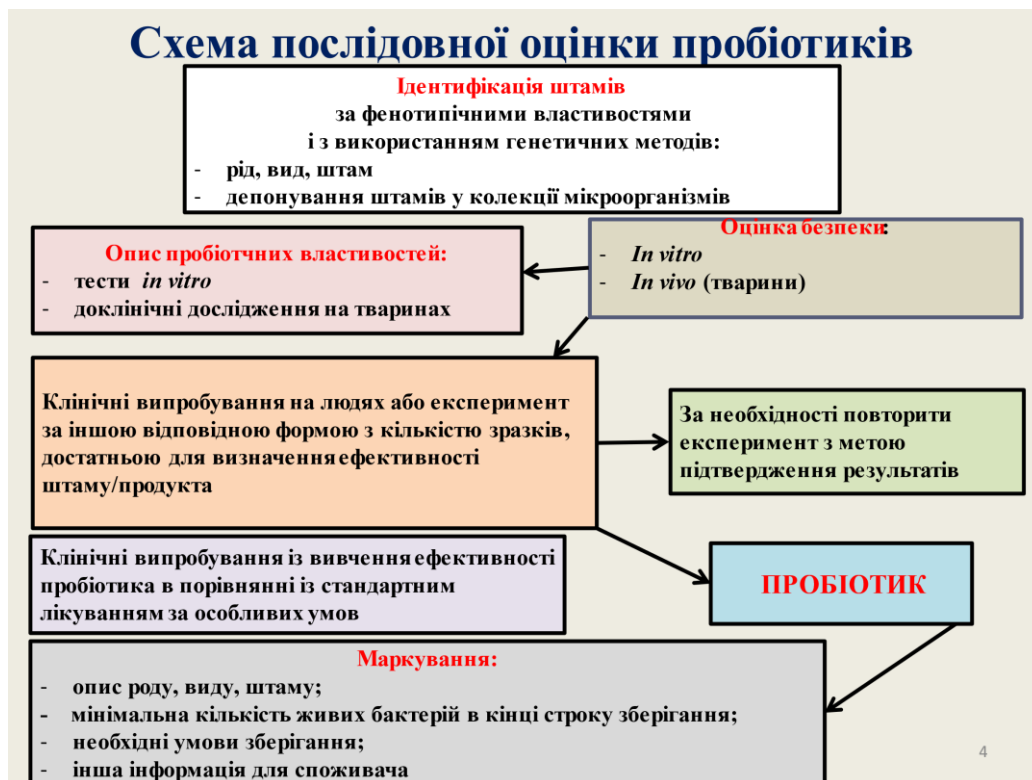 Схема послідовної оцінки пробіотиків
Ідентифікація штамів
за фенотипічними властивостями
і з використанням генетичних методів:
- рід, вид, штам
- депонування штамів у колекції мікроорганізмів
Опис пробіотчних властивостей:
- тести in vitro
- доклінічні дослідження на тваринах
Оцінка безпеки:
- In vitro
- In vivo (тварини)
Клінічні випробування на людях або експеримент
за іншою відповідною формою з кількістю зразків,
достатньою для визначення ефективності
штаму/продукта
За необхідності повторити
експеримент з метою
підтвердження результатів
Клінічні випробування із вивчення ефективності
пробіотика в порівнянні із стандартним
лікуванням за особливих умов
ПРОБІОТИК
Маркування:
- опис роду, виду, штаму;
- мінімальна кількість живих бактерій в кінці строку зберігання;
- необхідні умови зберігання;
- інша інформація для споживача
4